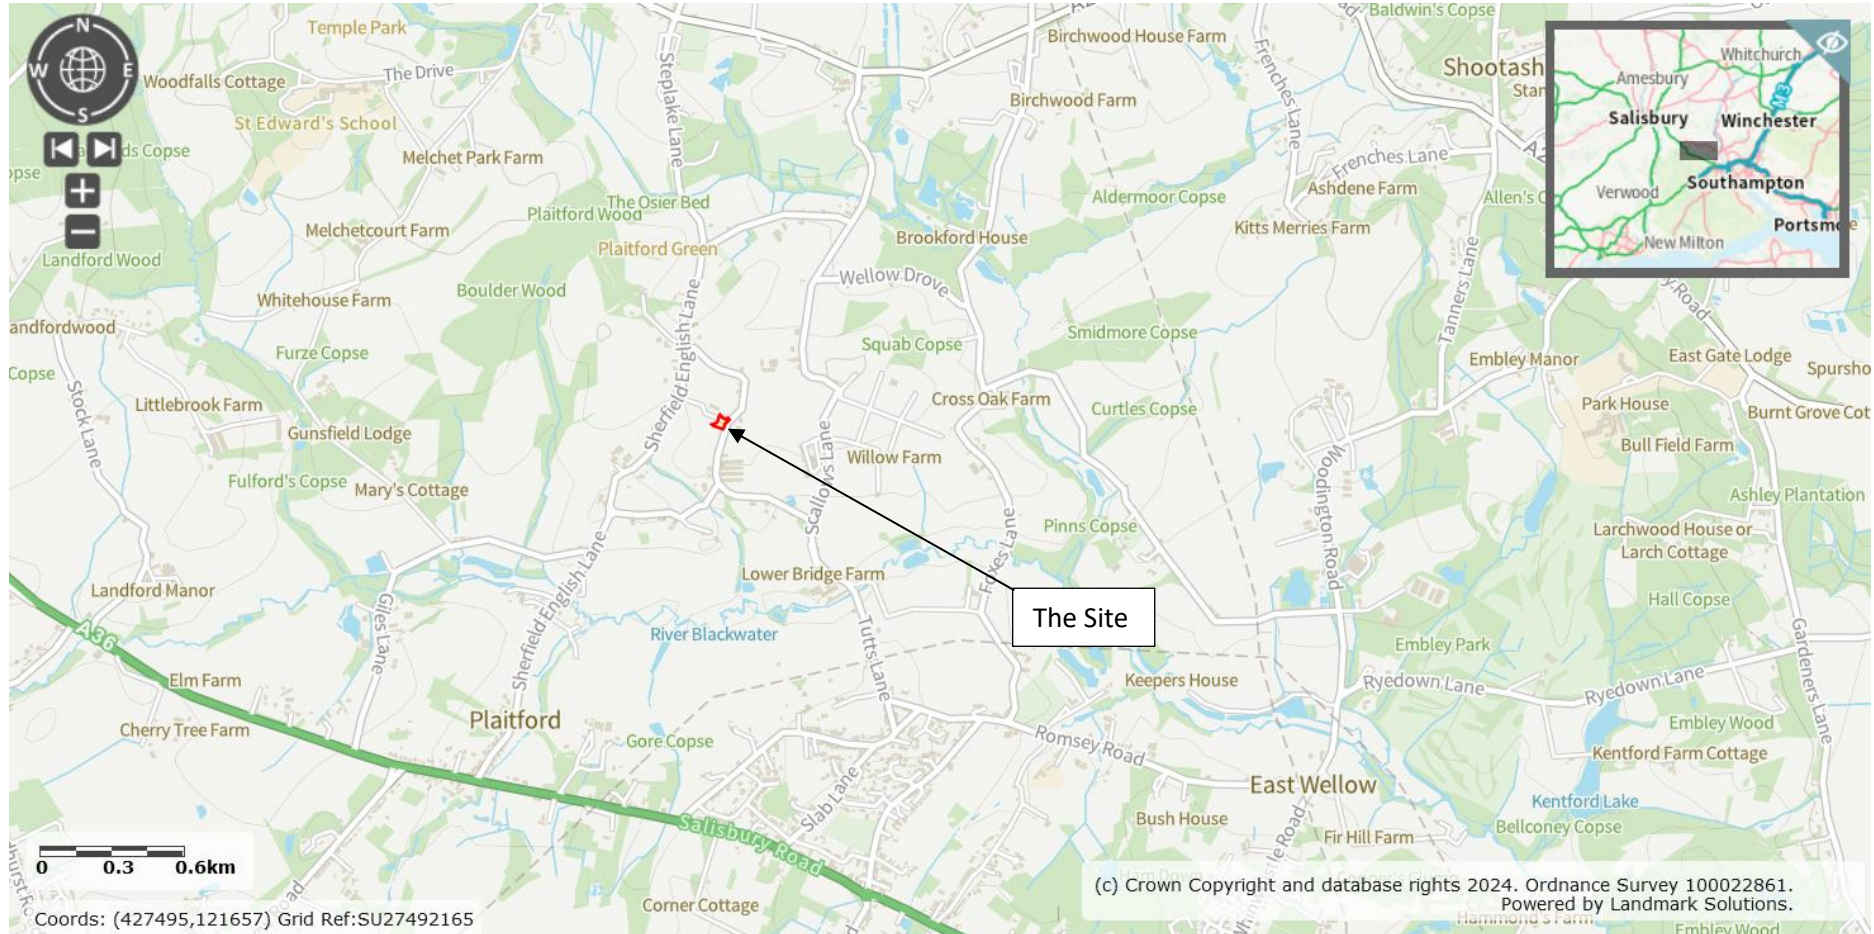 Temple Park
The Drive
Woodfalls Cottage
St Edward's School
Melchet Park Farm
ds Copse
Steplake Lane
Birchwood House Farm
Baldwin's Copse
Birchwood Farm
Frenches Lane
Shootash
Frenches Lane
Ashdene Farm
Allen's C
Aldermoor Copse
Kitts Merries Farm
Tanners Lane
The Osier Bed
Plaitford Wood
Plaitford Green
Melchetcourt Farm
Landford Wood
Whitehouse Farm
Boulder Wood
Brookford House
Wellow Drove
Squab Copse
Smidmore Copse
andfordwood
Furze Copse
Copse
Stock Lane
Littlebrook Farm
Gunsfield Lodge
Fulford's Copse
Mary's Cottage
Sherfield English Lane
Cross Oak Farm
Curtles Copse
Willow Farm
Scallows Lane
Embley Manor
East Gate Lodge
Spursho
Park House
Burnt Grove Cot
Bull Field Farm
Woodington Road
Ashley Plantation
Larchwood House or
Larch Cottage
Pinns Copse
Foxes Lane
Lower Bridge Farm
The Site
Landford Manor
A36
Giles Lane
Sherfield English Lane
River Blackwater
Tutts Lane
Hall Copse
Embley Park
Gardeners Lane
Keepers House
Ryedown Lane
Ryedown Lane
Elm Farm
Cherry Tree Farm
Plaitford
Gore Copse
Romsey Road
Embley Wood
Kentford Farm Cottage
Slab Lane
East Wellow
Kentford Lake
Salisbury Road
Bush House
Fir Hill Farm
Bellconey Copse
Corner Cottage
Ham Down
Hammond's Farm
Embley Wood
N
W
E
S
Whitchurch
Amesbury
M3
Salisbury
Winchester
Verwood
Southampton
Portsmo
New Milton
0 0.3 0.6km
Coords: (427495,121657) Grid Ref:SU27492165
(c) Crown Copyright and database rights 2024. Ordnance Survey 100022861.
Powered by Landmark Solutions.